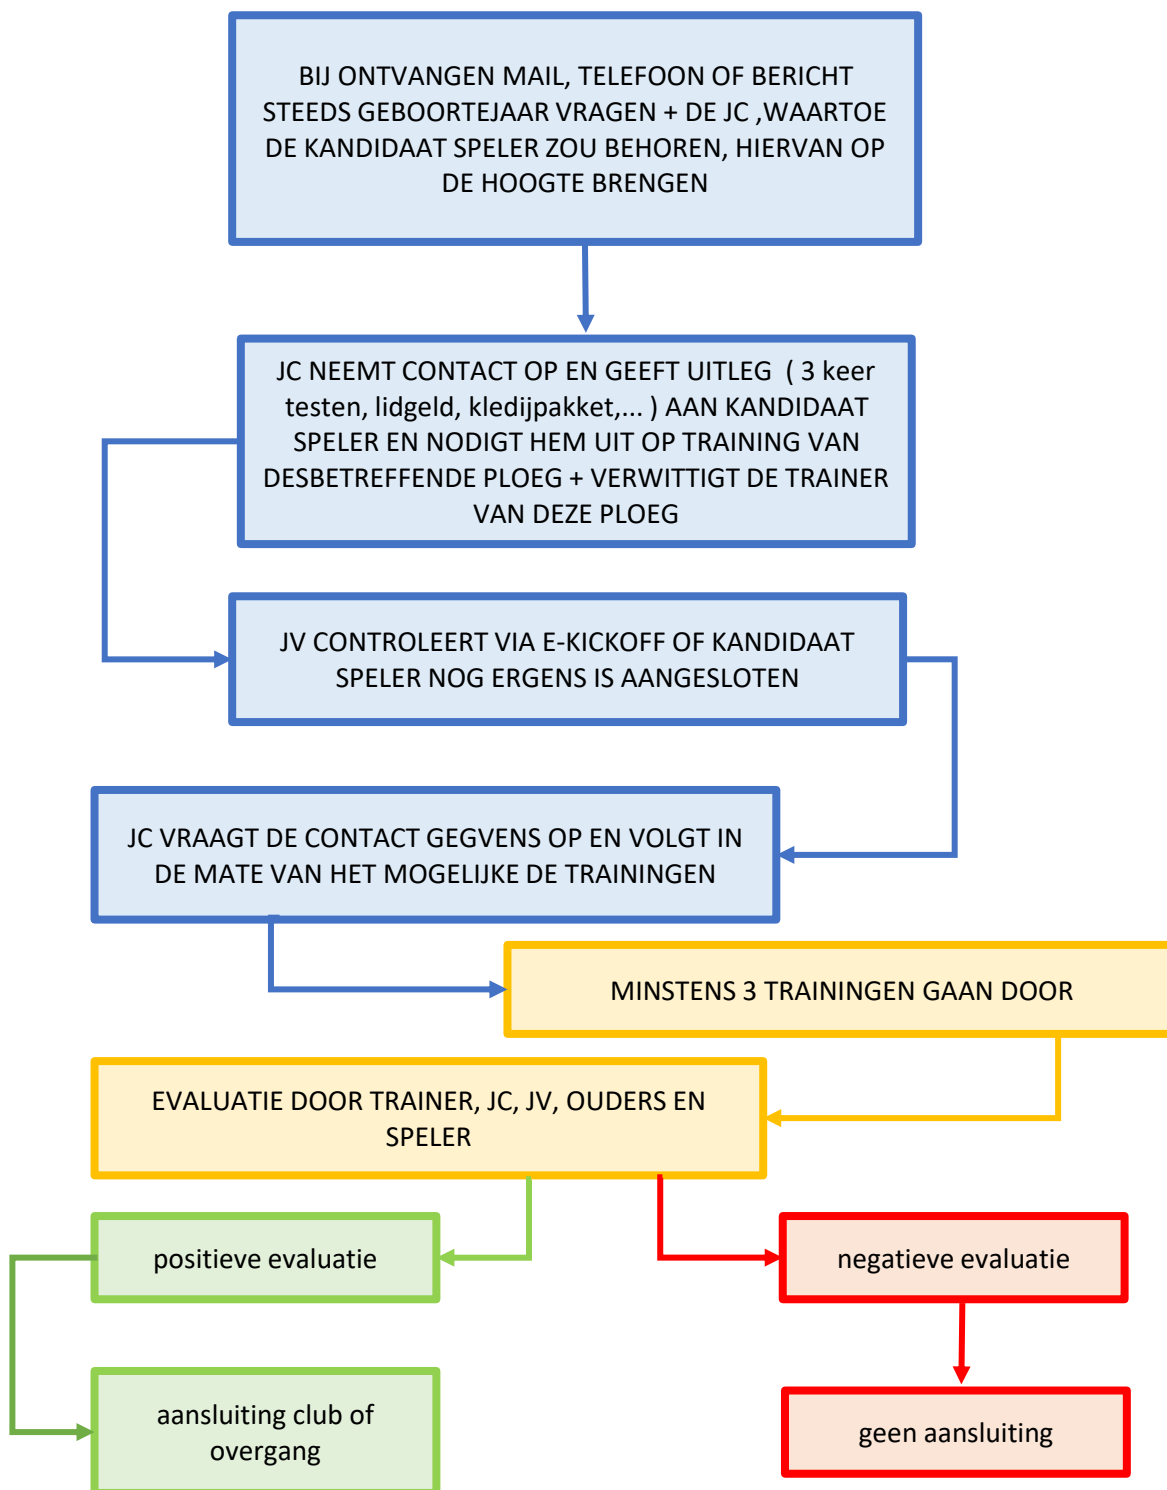 BIJ ONTVANGEN MAIL, TELEFOON OF BERICHT
STEEDS GEBOORTEJAAR VRAGEN + DE JC ,WAARTOE
DE KANDIDAAT SPELER ZOU BEHOREN, HIERVAN OP
DE HOOGTE BRENGEN
JC NEEMT CONTACT OP EN GEEFT UITLEG ( 3 keer
testen, lidgeld, kledijpakket,... ) AAN KANDIDAAT
SPELER EN NODIGT HEM UIT OP TRAINING VAN
DESBETREFFENDE PLOEG + VERWITTIGT DE TRAINER
VAN DEZE PLOEG
JV CONTROLEERT VIA E-KICKOFF OF KANDIDAAT
SPELER NOG ERGENS IS AANGESLOTEN
JC VRAAGT DE CONTACT GEGVENS OP EN VOLGT IN
DE MATE VAN HET MOGELIJKE DE TRAININGEN
MINSTENS 3 TRAININGEN GAAN DOOR
EVALUATIE DOOR TRAINER, JC, JV, OUDERS EN
SPELER
positieve evaluatie
negatieve evaluatie
aansluiting club of
overgang
geen aansluiting